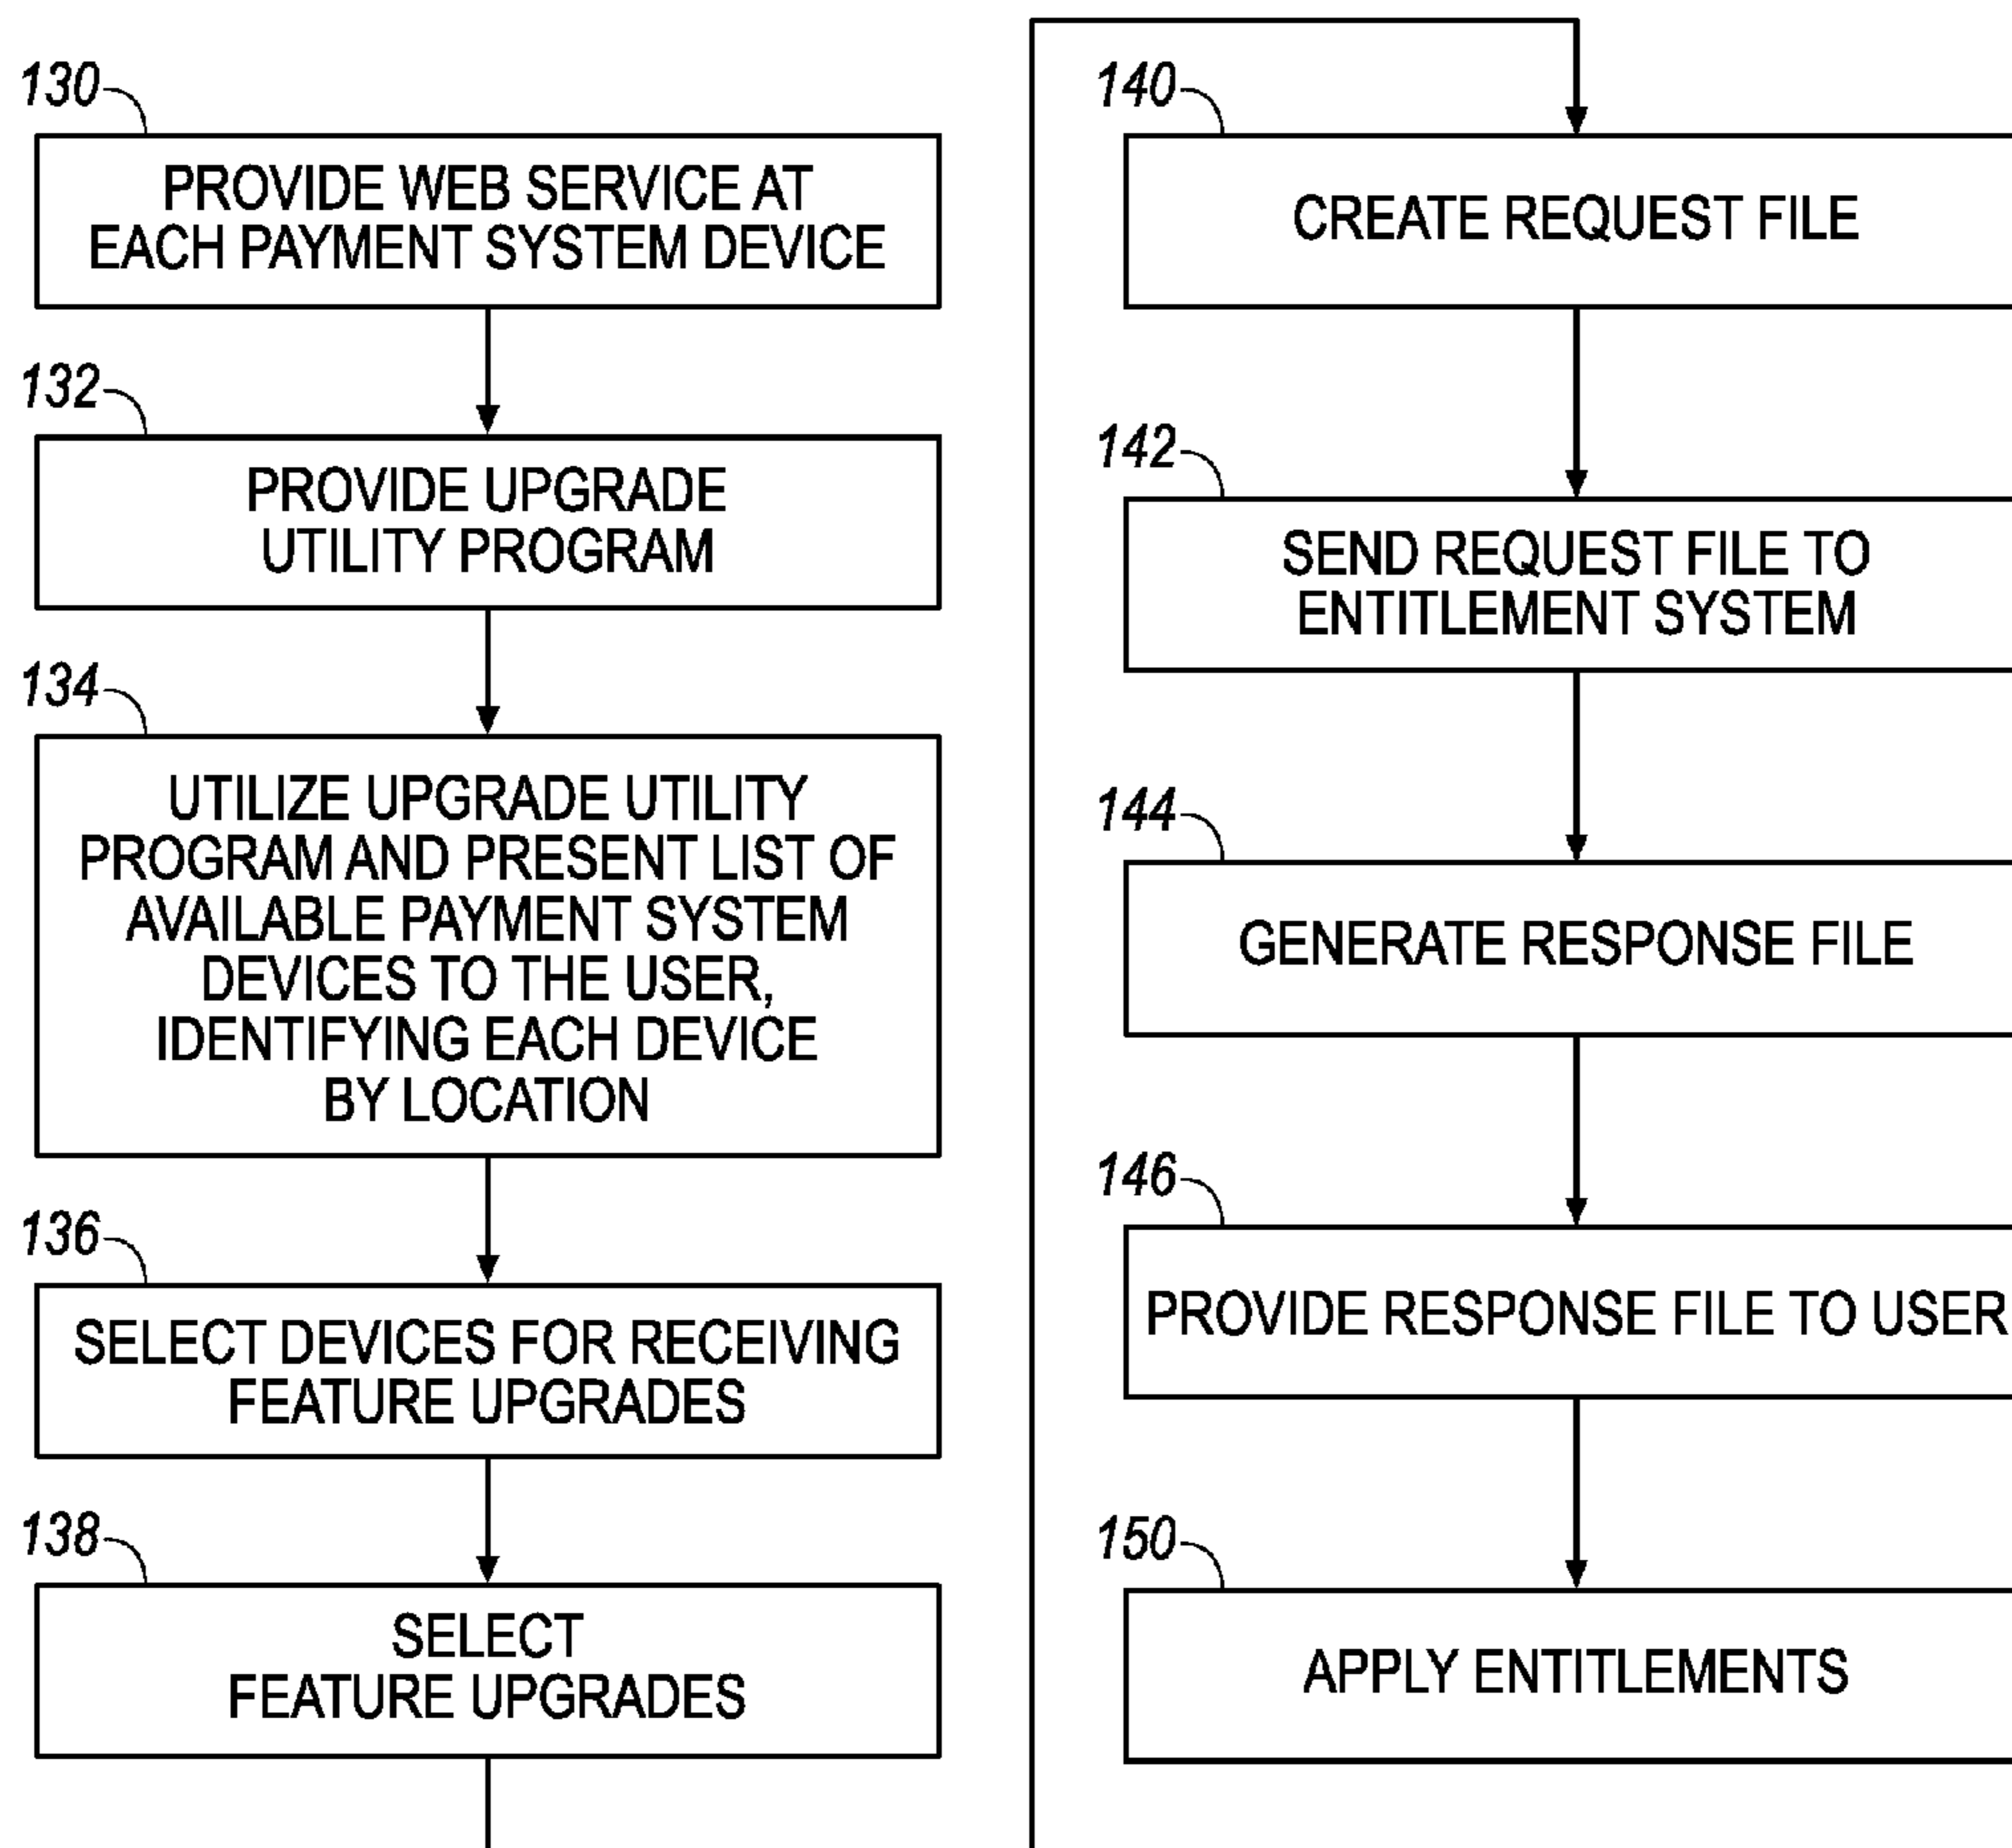 130
PROVIDE WEB SERVICE AT
EACH PAYMENT SYSTEM DEVICE
132
PROVIDE UPGRADE
UTILITY PROGRAM
134
UTILIZE UPGRADE UTILITY
PROGRAM AND PRESENT LIST OF
AVAILABLE PAYMENT SYSTEM
DEVICES TO THE USER,
IDENTIFYING EACH DEVICE
BY LOCATION
136
SELECT DEVICES FOR RECEIVING
FEATURE UPGRADES
138
SELECT
FEATURE UPGRADES
140
CREATE REQUEST FILE
142
SEND REQUEST FILE TO
ENTITLEMENT SYSTEM
144
GENERATE RESPONSE FILE
146
PROVIDE RESPONSE FILE TO USER
150
APPLY ENTITLEMENTS